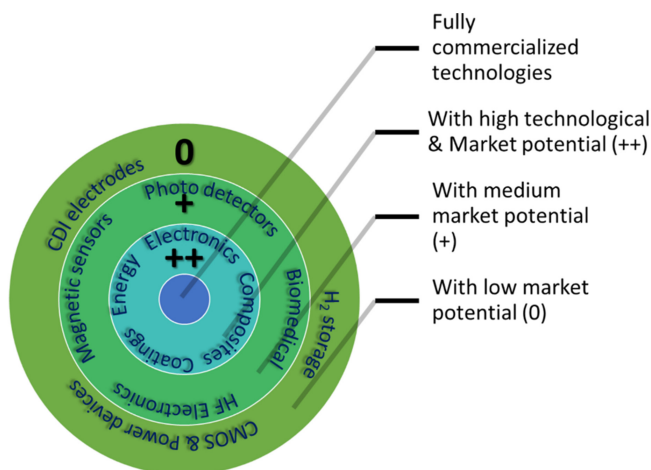 Fully
commercialized
technologies
With high technological
& Market potential (++)
With medium
market potential
(+)
With low market
potential (0)
0
CDI electrodes
H₂ storage
CMOS & Power devices
+
Photo detectors
Magnetic sensors
Biomedical
HF Electronics
++
Energy
Electronics
Composites
Coatings